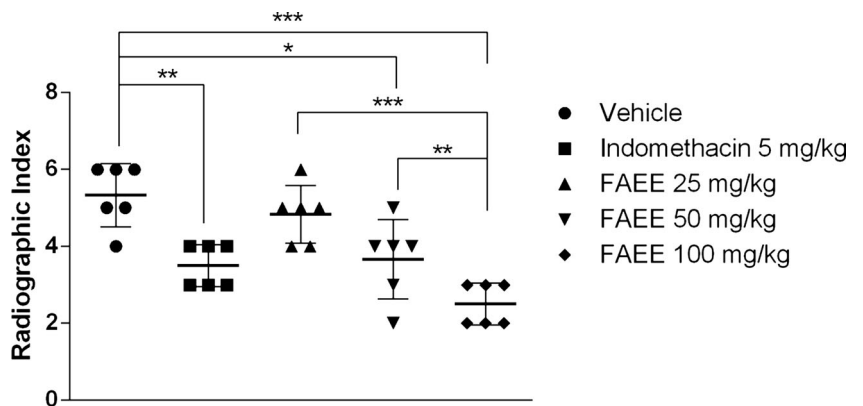 ***
*
**
***
**
8
6
4
2
0
Radiographic Index
Vehicle
Indomethacin 5 mg/kg
FAEE 25 mg/kg
FAEE 50 mg/kg
FAEE 100 mg/kg